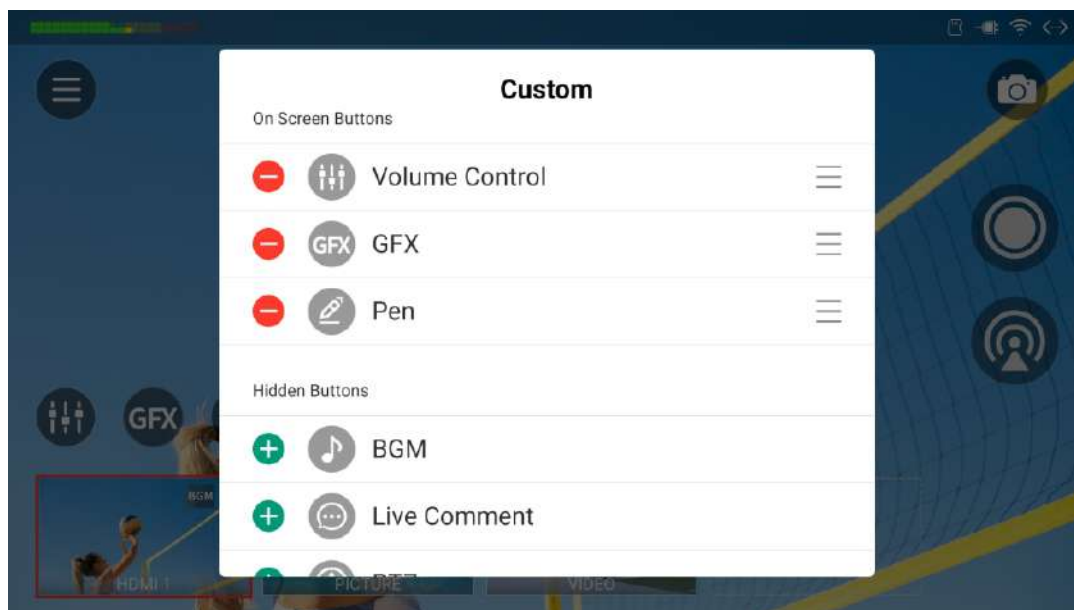 Custom
On Screen Buttons
Volume Control
GFX GFX
Pen
Hidden Buttons
GFX
BGM
Live Comment
BGM
HDMI 1
PICTURE
VIDEO